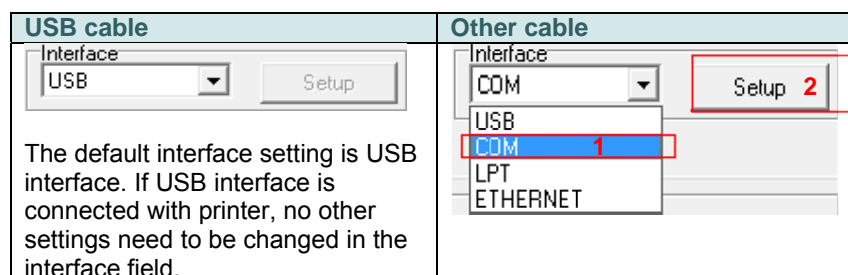 USB cable
Other cable
Interface
USB
Setup
The default interface setting is USB
interface. If USB interface is
connected with printer, no other
settings need to be changed in the
interface field.
Interface
COM
Setup 2
USB
COM 1
LPT
ETHERNET